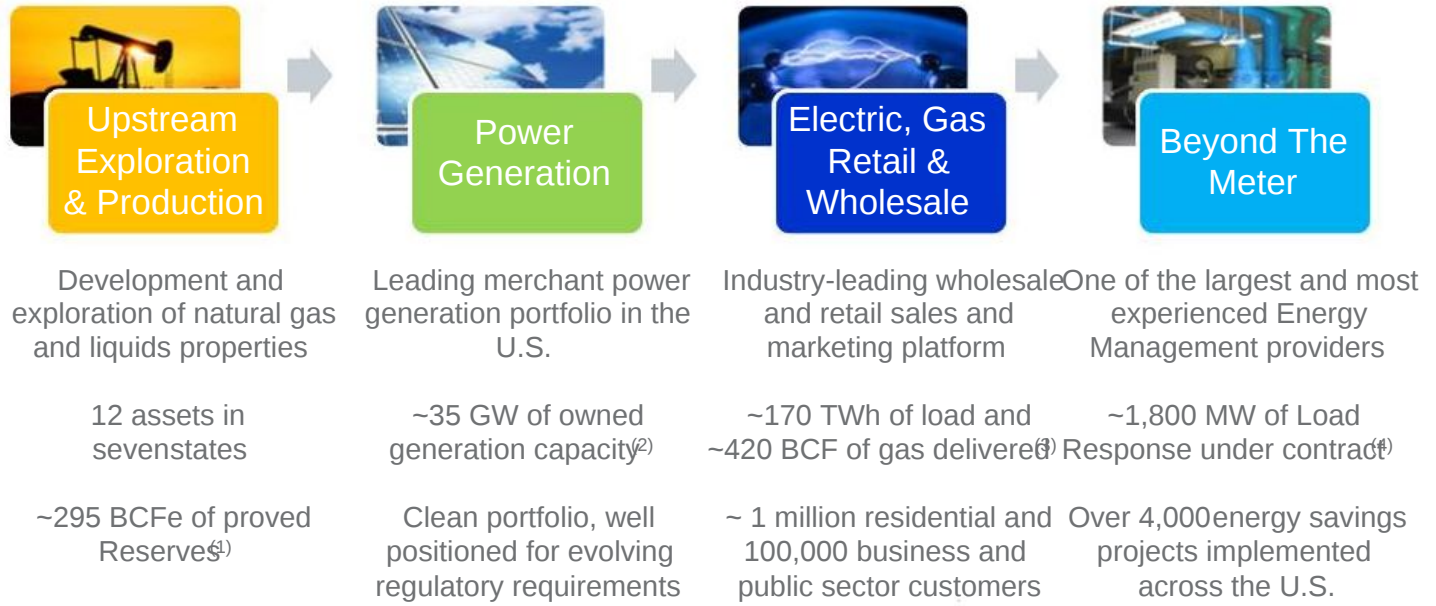 Upstream
Exploration
& Production
Development and
exploration of natural gas
and liquids properties
12 assets in
sevenstates
~295 BCFe of proved
Reserves(1)
Power
Generation
Leading merchant power
generation portfolio in the
U.S.
~35 GW of owned
generation capacity(2)
Clean portfolio, well
positioned for evolving
regulatory requirements
Electric, Gas
Retail &
Wholesale
Industry-leading wholesale
and retail sales and
marketing platform
~170 TWh of load and
~420 BCF of gas delivered(3)
~ 1 million residential and
100,000 business and
public sector customers
Beyond The
Meter
One of the largest and most
experienced Energy
Management providers
~1,800 MW of Load
Response under contract(4)
Over 4,000energy savings
projects implemented
across the U.S.